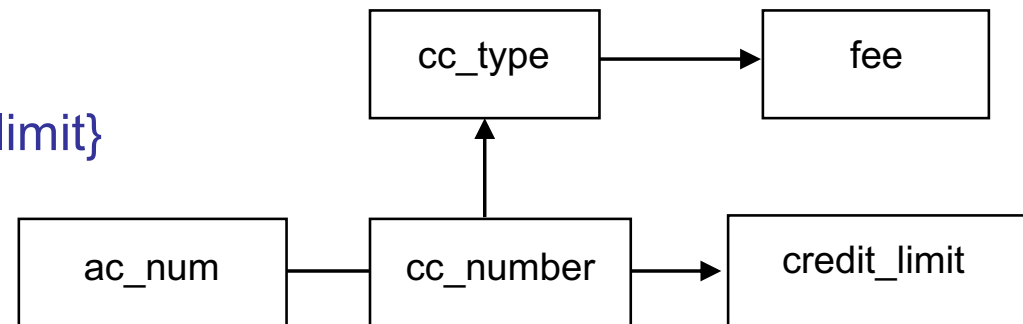 cc_type
fee
limit}
ac_num
cc_number
credit_limit